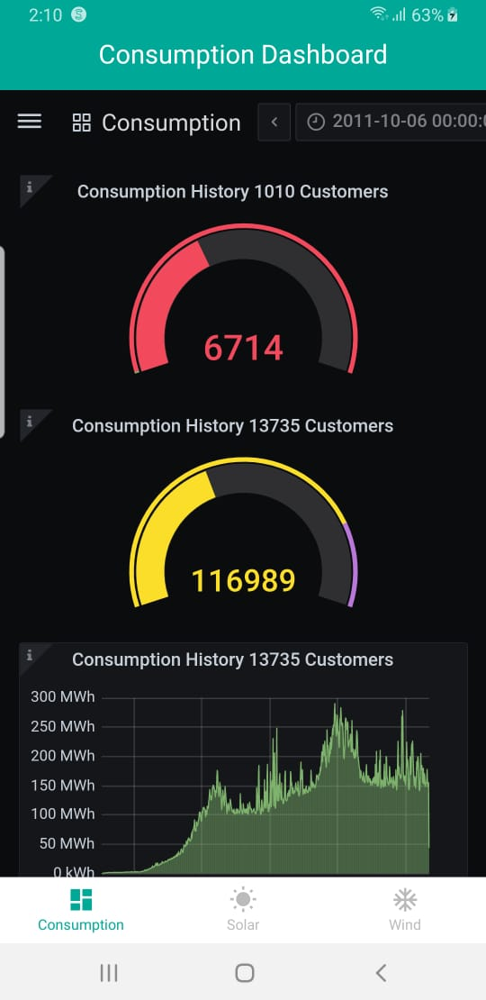 2:10 S 63%
Consumption Dashboard
Consumption 2011-10-06 00:00:
i
Consumption History 1010 Customers
6714
i
Consumption History 13735 Customers
116989
i
Consumption History 13735 Customers
300 MWh
250 MWh
200 MWh
150 MWh
100 MWh
50 MWh
0 kWh
Consumption Solar Wind